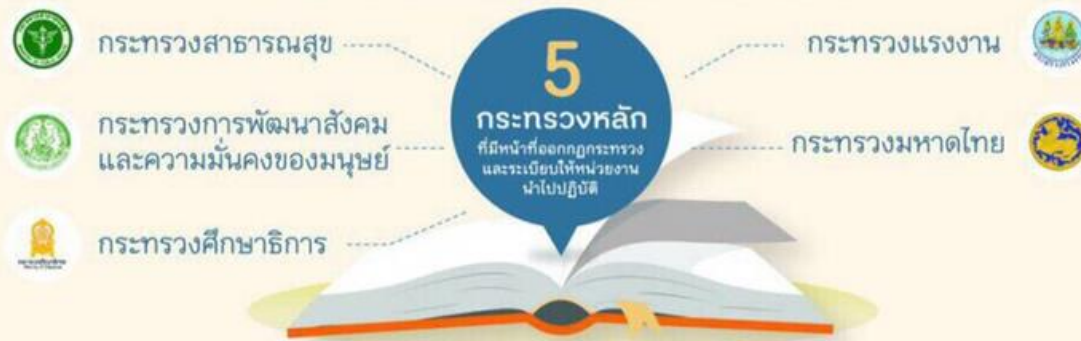 กระทรวงสาธารณสุข
กระทรวงการพัฒนาสังคม
และความมั่นคงของมนุษย์
กระทรวงศึกษาธิการ
5
กระทรวงหลัก
ที่มีหน้าที่ออกกฎกระทรวง
และระเบียบให้หน่วยงาน
นำไปปฏิบัติ
กระทรวงแรงงาน
กระทรวงมหาดไทย